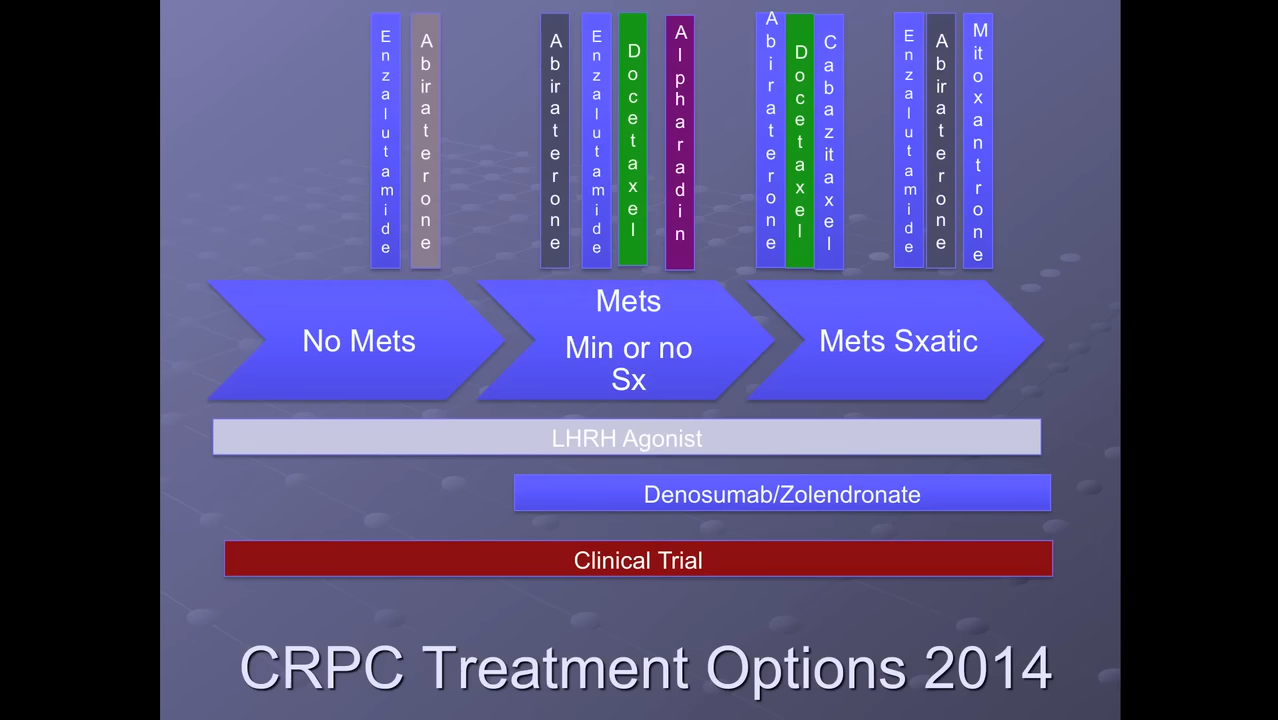 Enzalutamide
Abiraterone
Abiraterone
Enzalutamide
Docetaxel
Alpharadin
Abiraterone
Docetaxel
Cabazitaxel
Enzalutamide
Abiraterone
Mitoxantrone
No Mets
Mets
Min or no
Sx
Mets Sxatic
LHRH Agonist
Denosumab/Zolendronate
Clinical Trial
CRPC Treatment Options 2014